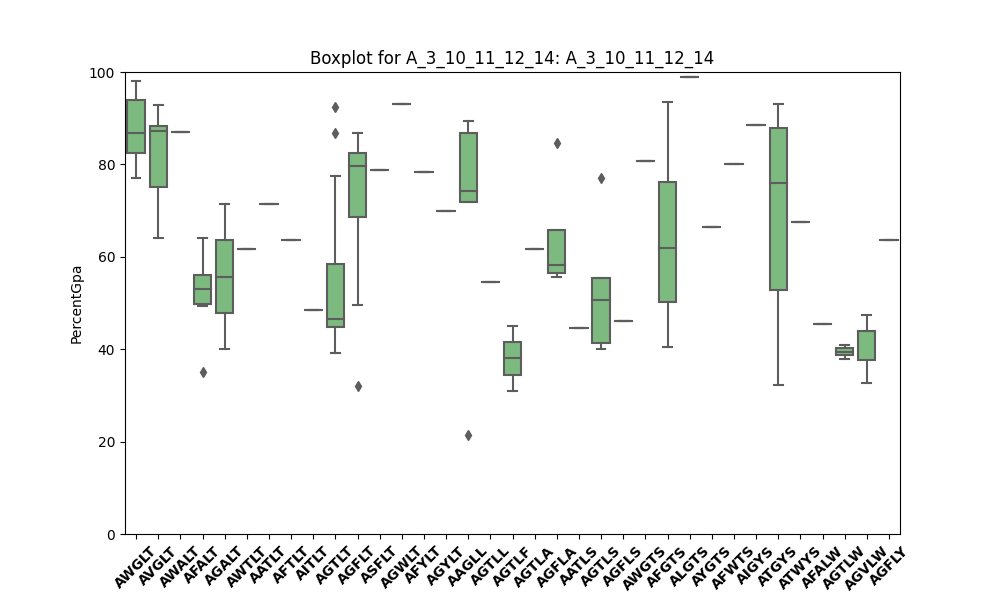 Boxplot for A_3_10_11_12_14: A_3_10_11_12_14
100
80
60
40
20
0
PercentGpa
AWGLT
AVGLT
AWALT
AFALT
AGALT
AWTLT
AATLT
AFTLT
AITLT
AGTLT
AGFLT
ASFLT
AGWLT
AFYLT
AGYLT
AAGLL
AGTLL
AGTLF
AGTLA
AGFLA
AATLS
AGTLS
AGFLS
AWGTS
AFGTS
ALGTS
AYGTS
AFWTS
AIGYS
ATGYS
ATWYS
AFALW
AGTLW
AGVLW
AGFLY